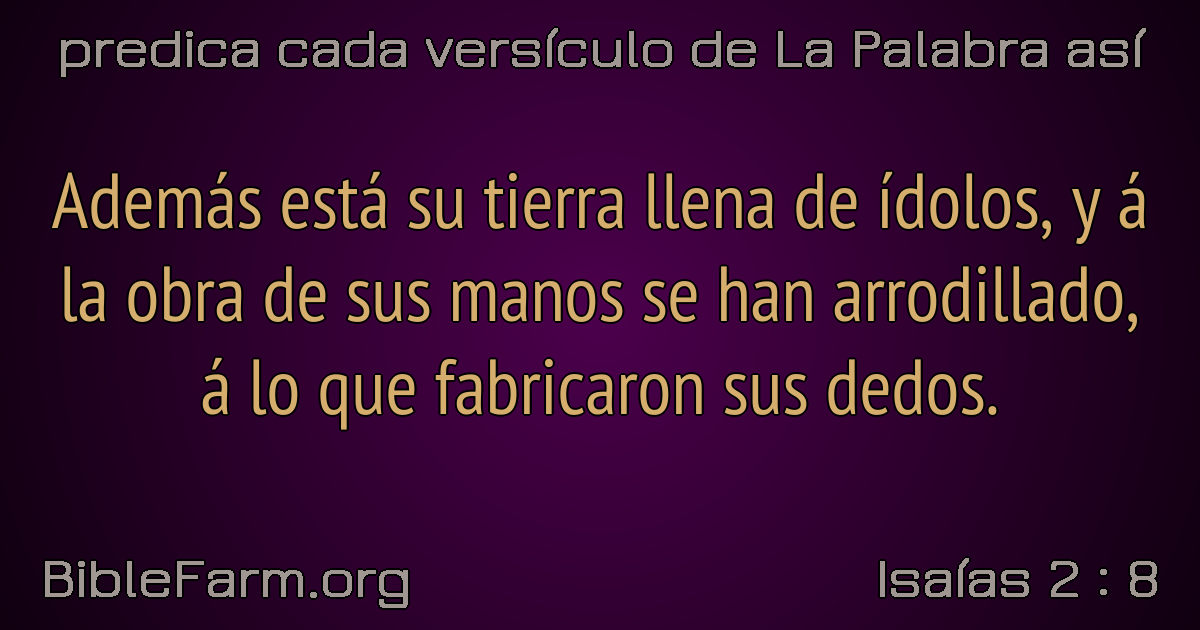 predica cada versículo de La Palabra así
Además está su tierra llena de ídolos, y á
la obra de sus manos se han arrodillado,
á lo que fabricaron sus dedos.
BibleFarm.org
Isaías 2 : 8